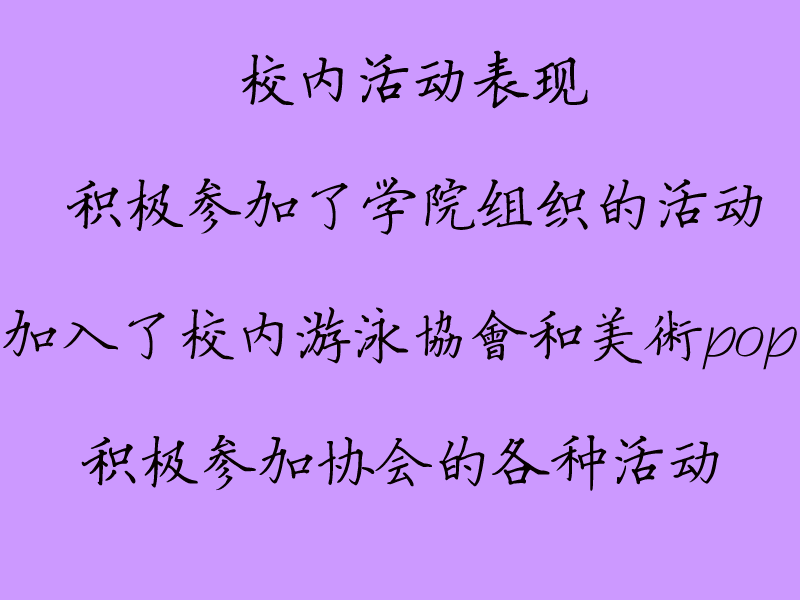 校内活动表现
积极参加了学院组织的活动
加入了校内游泳協會和美術pop
积极参加协会的各种活动